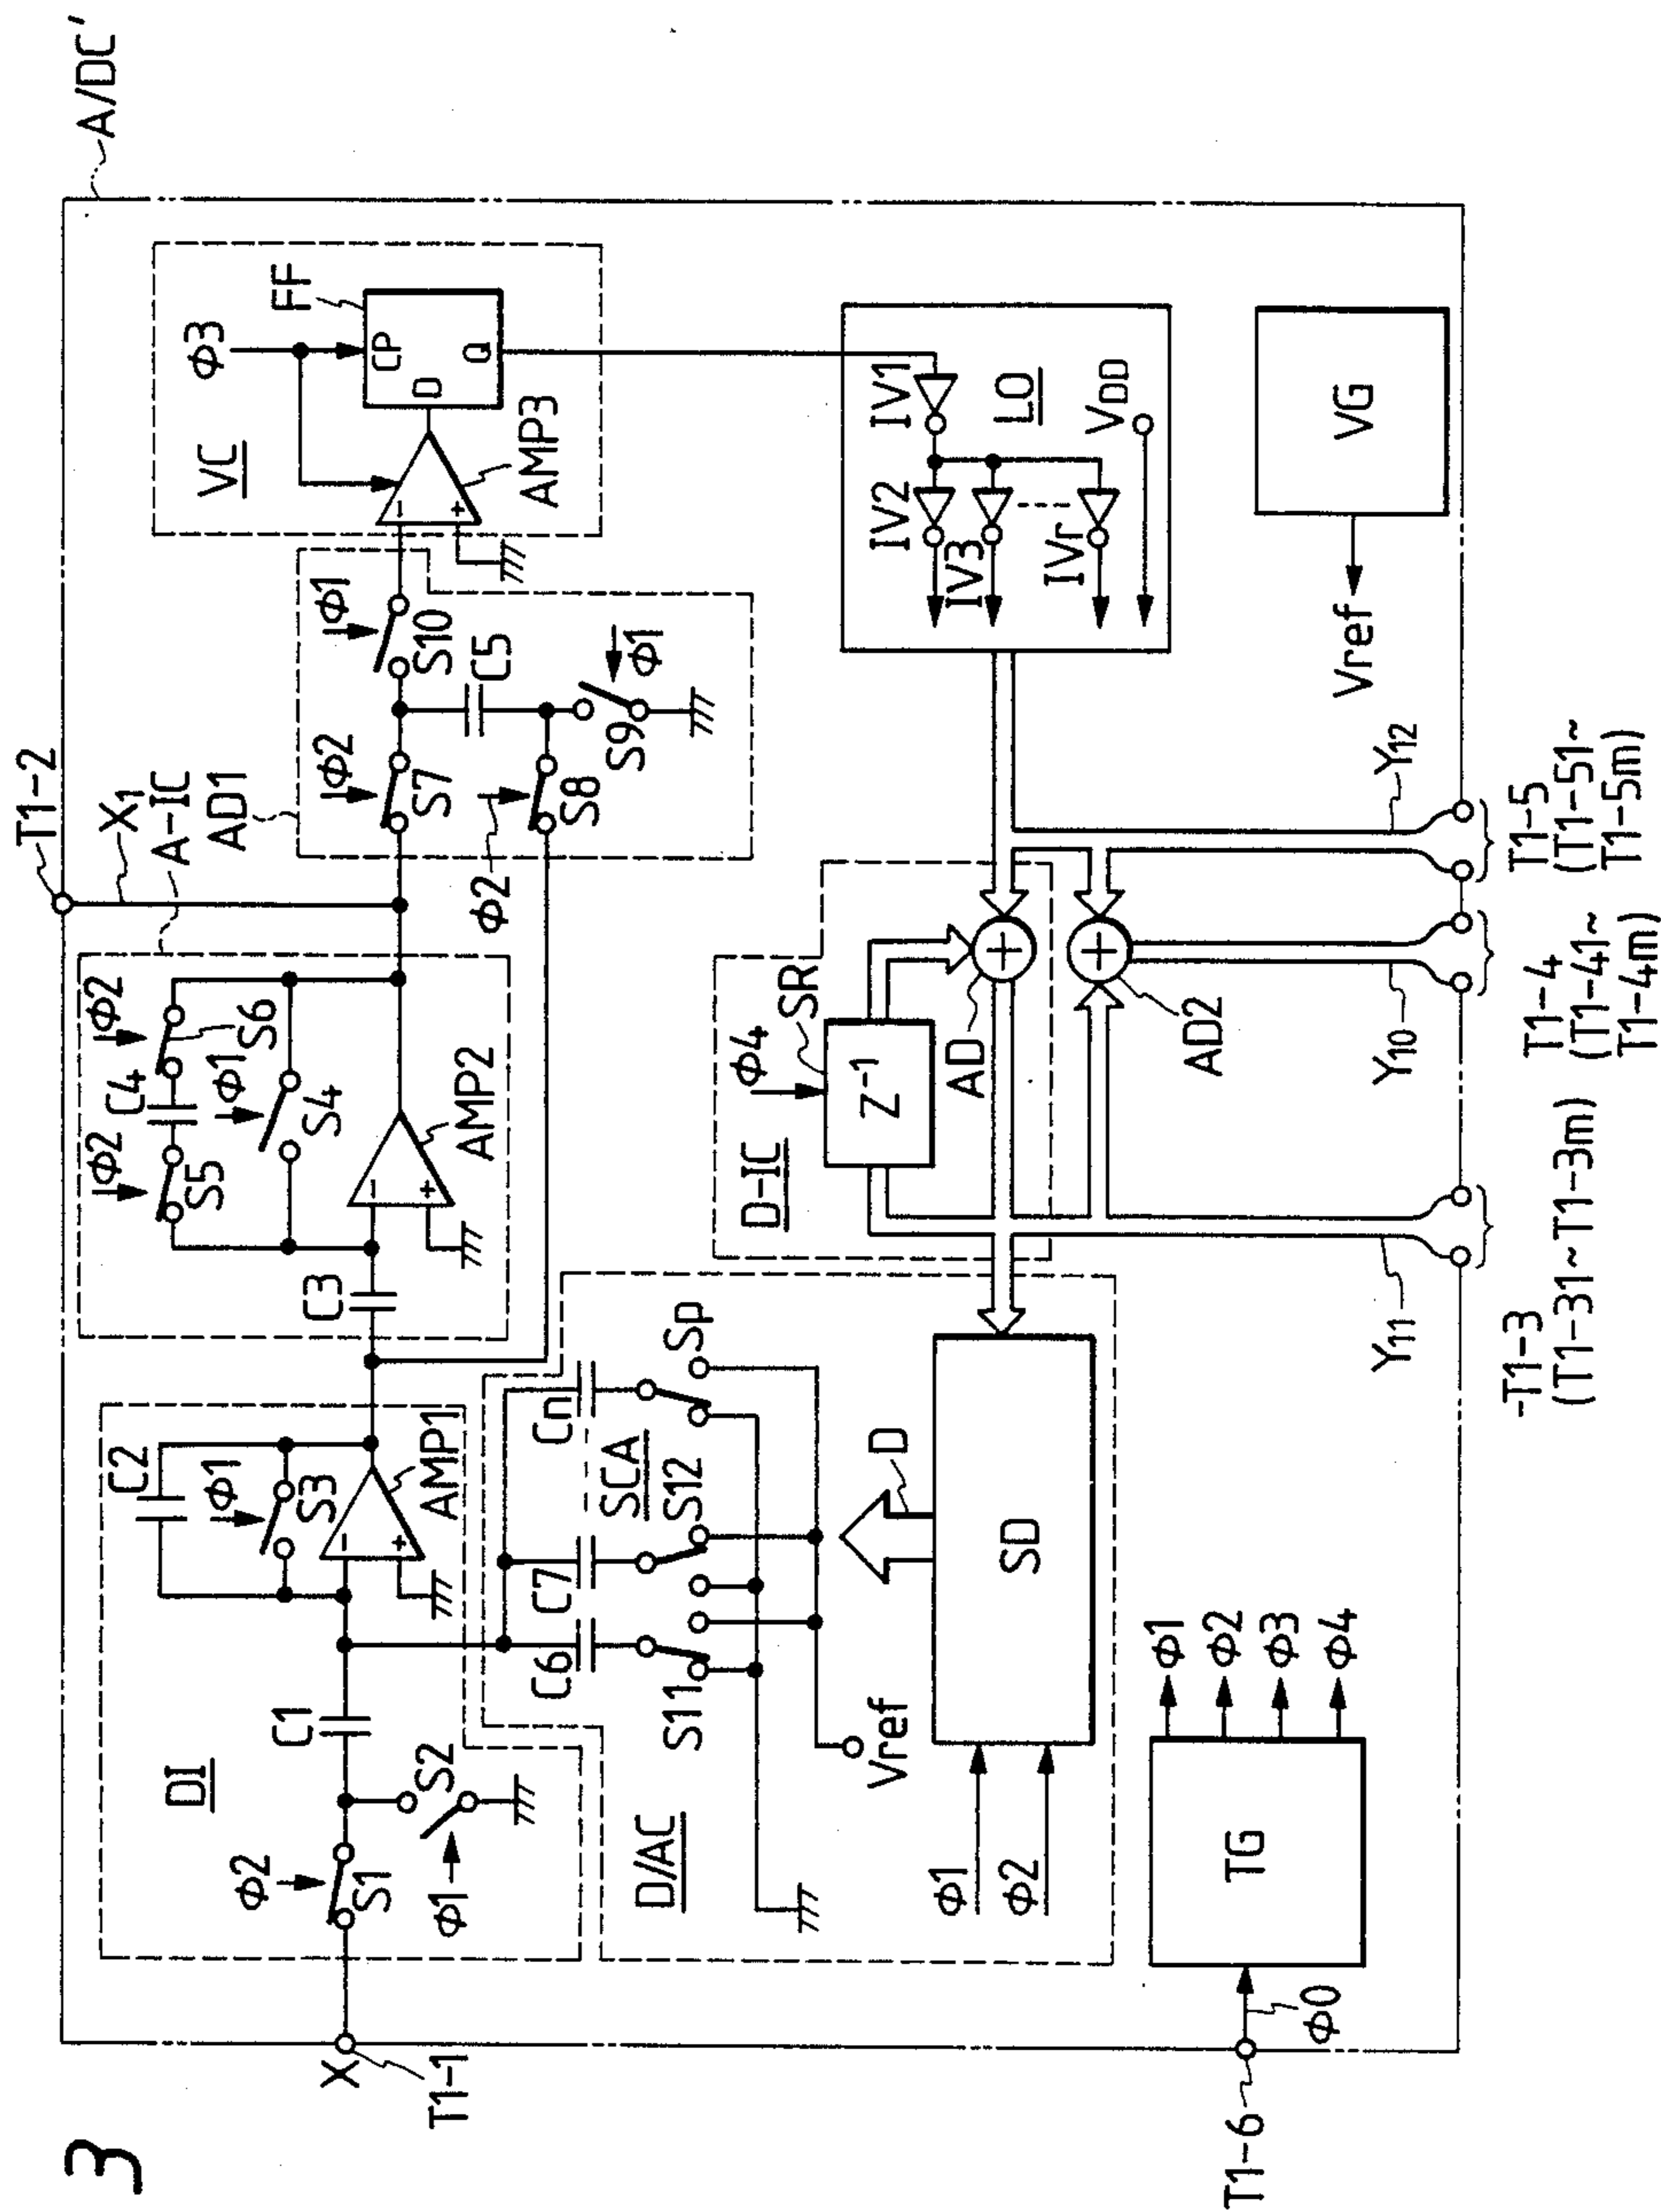 3
A/DC'
T1-2
X1
A-IC
AD1
VC
Φ3
FF
CP
D
Q
AMP3
DI
C2
Φ1
S3
AMP1
Φ2
S5
C4
Φ2
S6
Φ1
S4
AMP2
C3
Φ2
S7
Φ1
S10
C5
Φ2
S8
S9
Φ1
X
T1-1
Φ2
S1
Φ1
S2
C1
D/AC
C6
C7
Cn
SCA
S11
S12
Sp
Vref
D
Φ1
Φ2
SD
D-IC
Φ4
SR
Z-1
AD
AD2
IV1
IV2
IV3
IVr
LO
VDD
T1-6
Φ0
TG
Φ1
Φ2
Φ3
Φ4
Vref
VG
Y11
Y10
Y12
-T1-3
(T1-31~T1-3m)
T1-4
(T1-41~
T1-4m)
T1-5
(T1-51~
T1-5m)